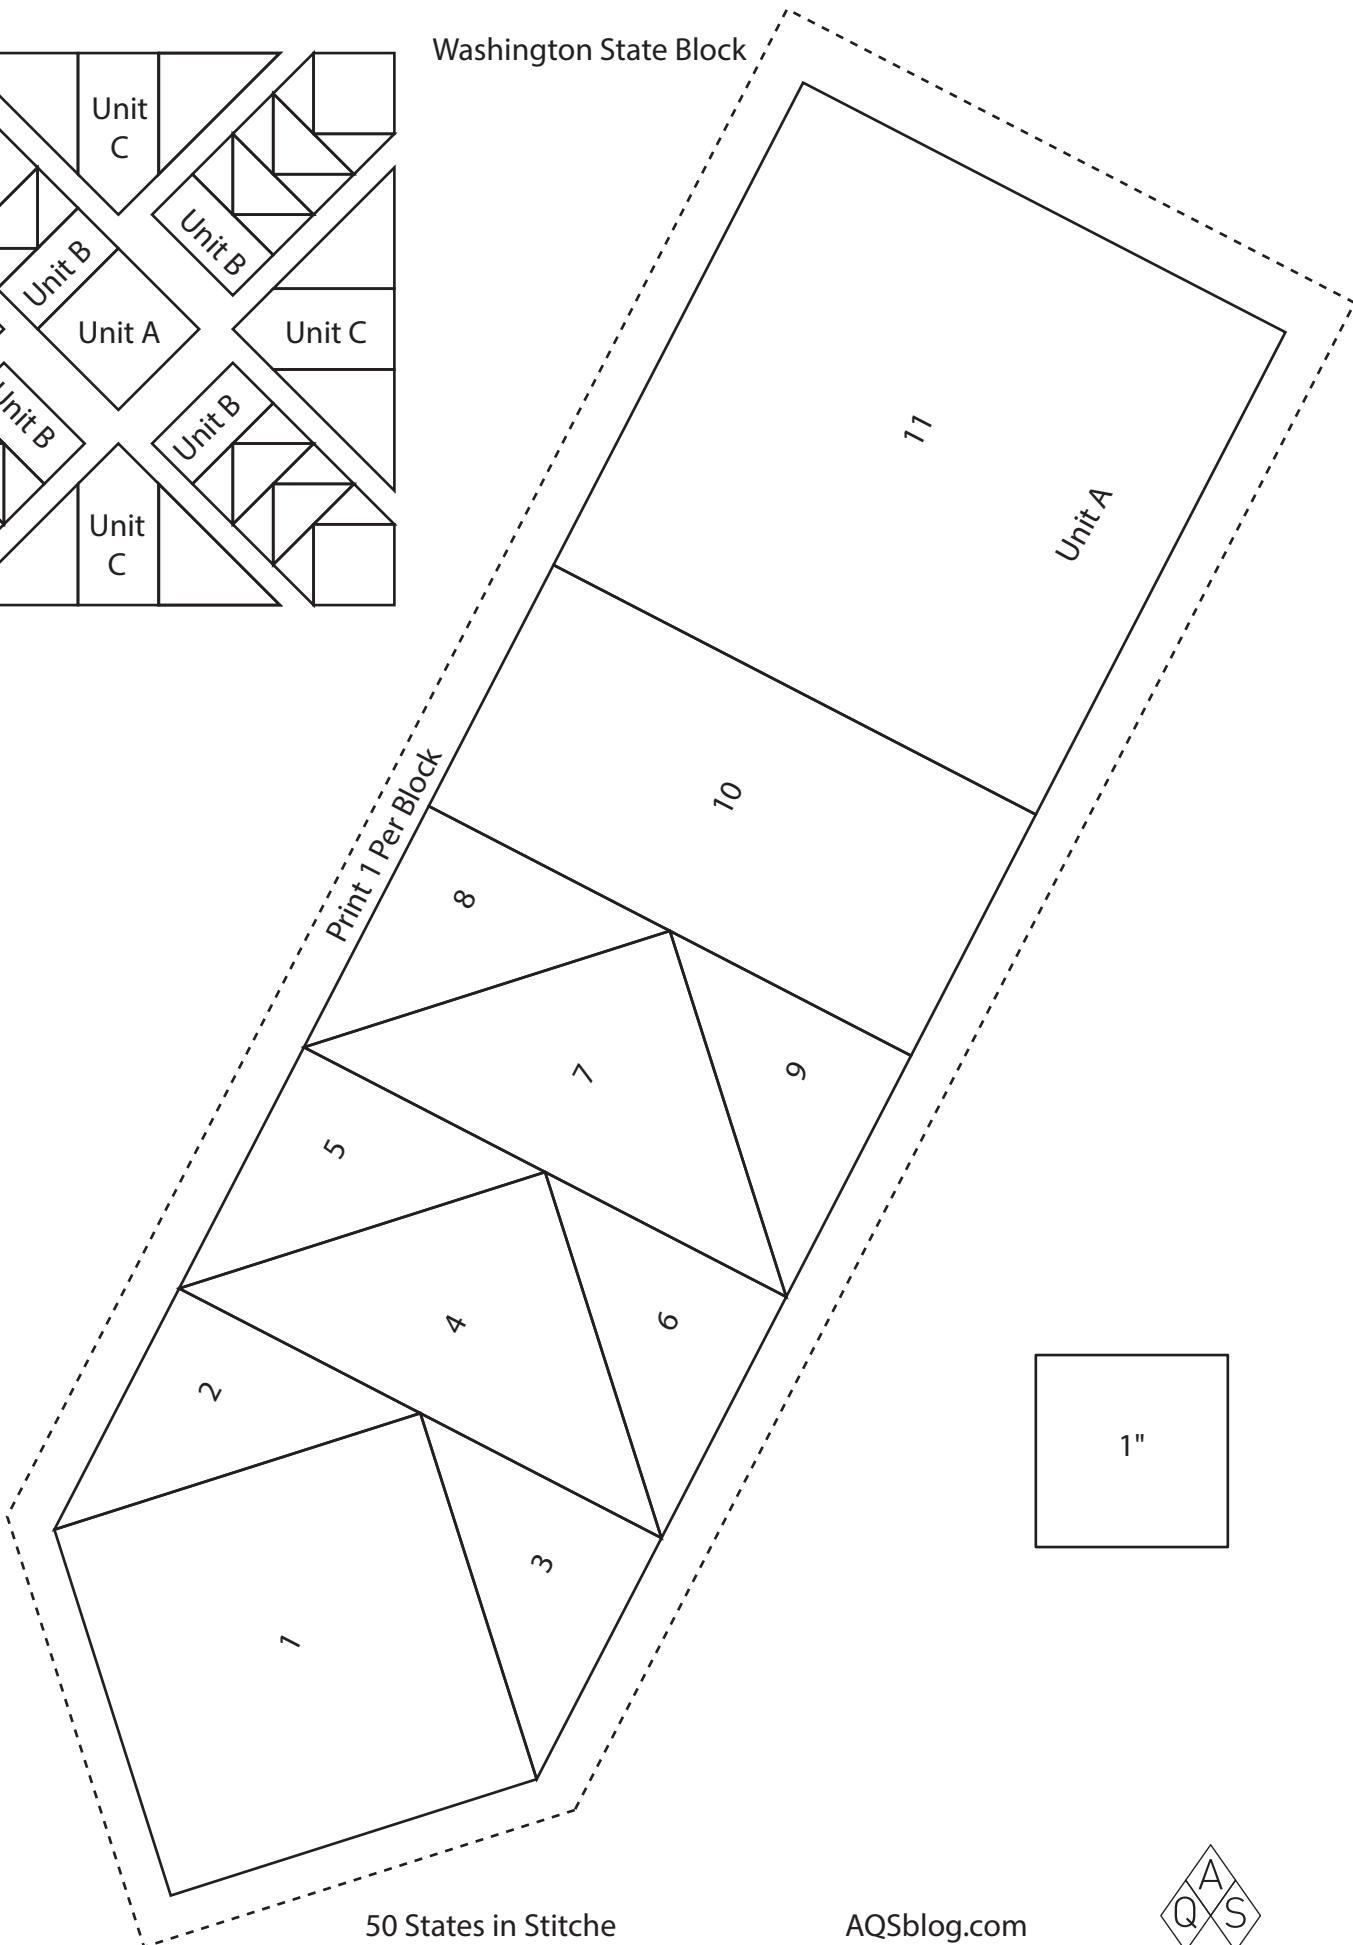 Washington State Block
Unit
C
Unit B
Unit B
Unit A
Unit C
Unit B
Unit B
Unit
C
11
Unit A
10
Print 1 Per Block
8
7
9
5
4
6
2
1"
3
1
50 States in Stitche
AQSblog.com
A
Q S